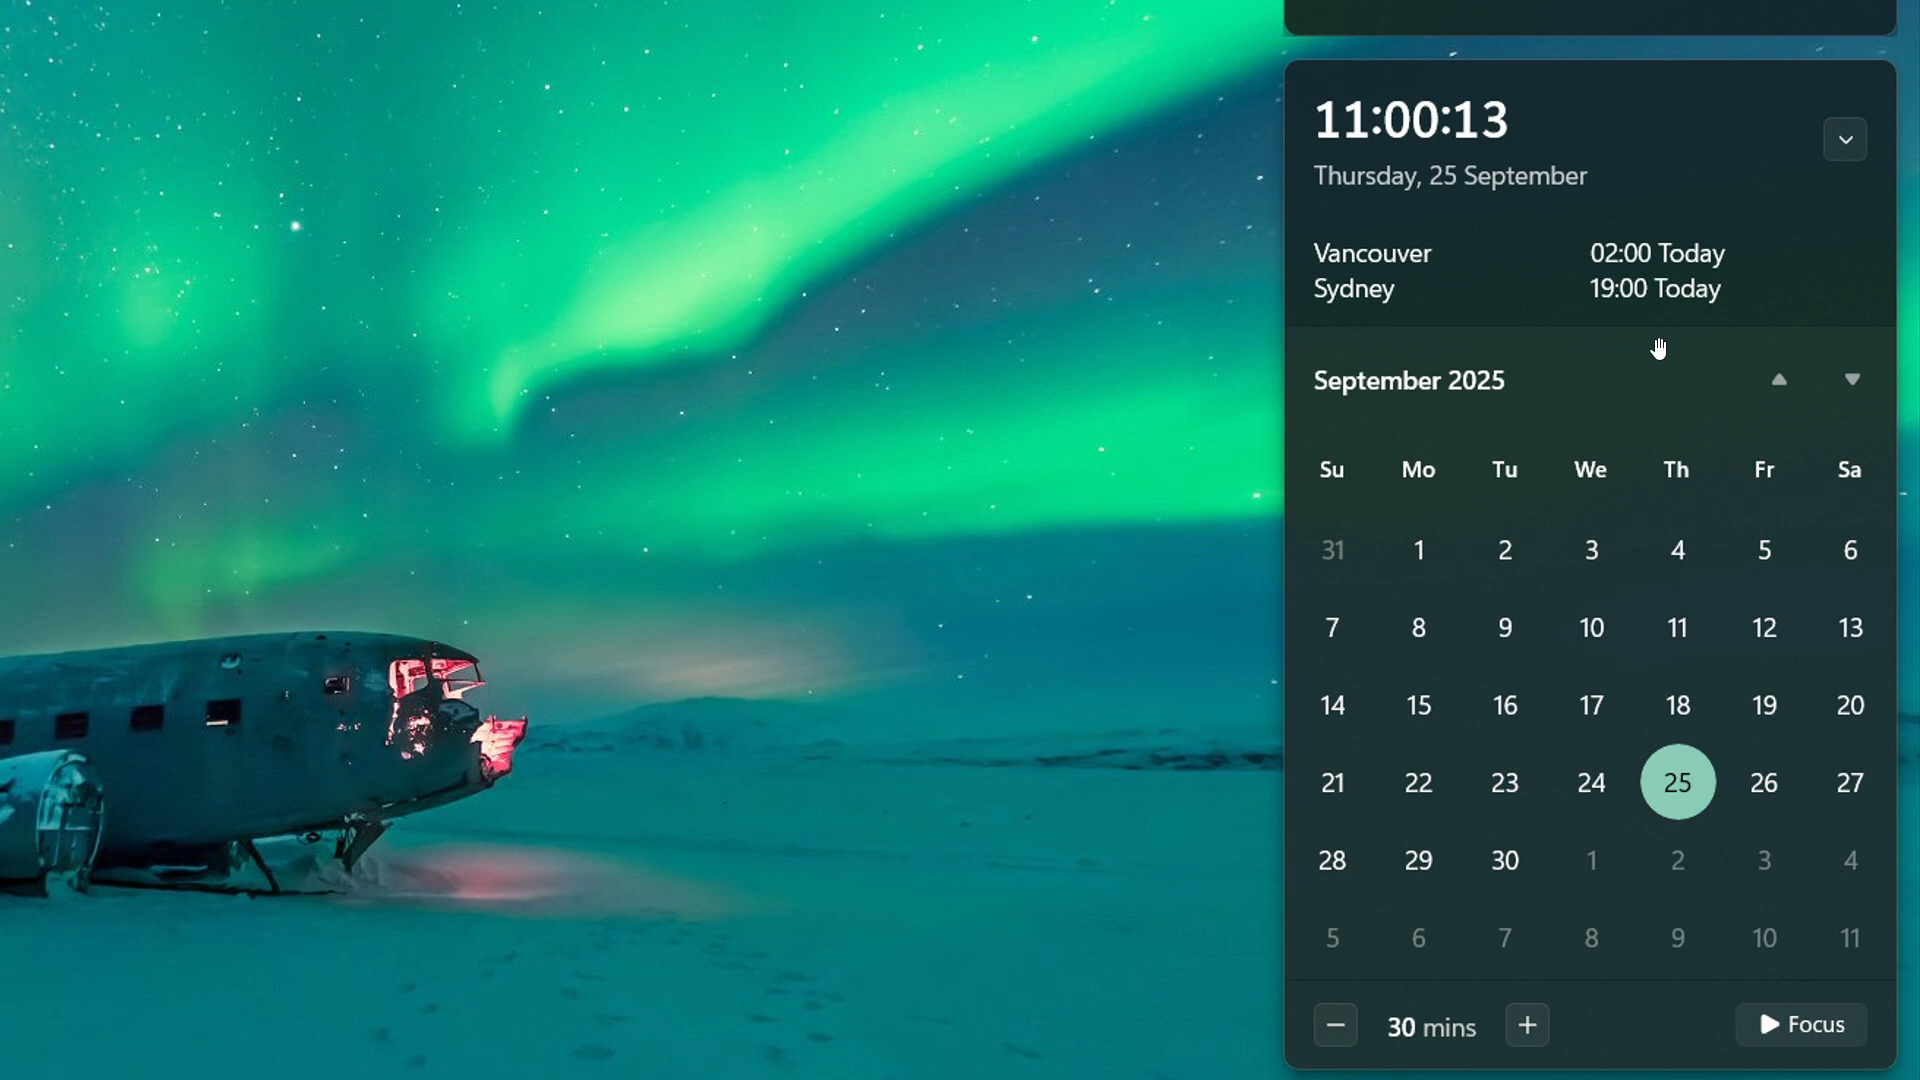 11:00:13
Thursday, 25 September
Vancouver 02:00 Today
Sydney 19:00 Today
September 2025
Su Mo Tu We Th Fr Sa
31 1 2 3 4 5 6
7 8 9 10 11 12 13
14 15 16 17 18 19 20
21 22 23 24 25 26 27
28 29 30 1 2 3 4
5 6 7 8 9 10 11
30 mins Focus